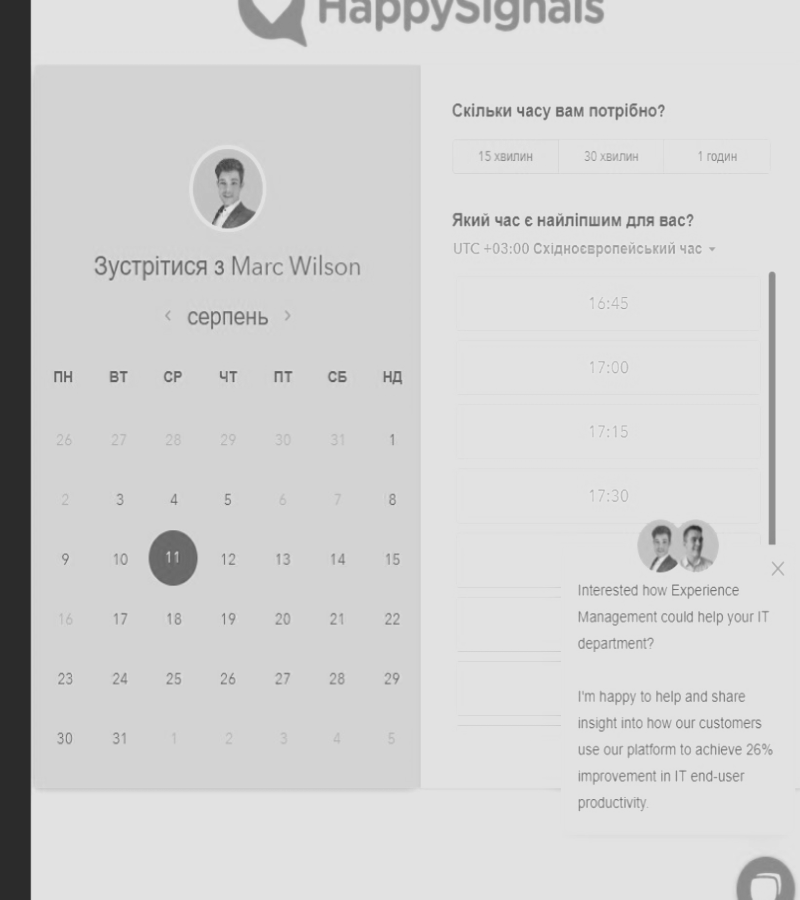 HappySignals
Зустрітися з Marc Wilson
‹ серпень ›
ПН ВТ СР ЧТ ПТ СБ НД
26 27 28 29 30 31 1
2 3 4 5 6 7 8
9 10 11 12 13 14 15
16 17 18 19 20 21 22
23 24 25 26 27 28 29
30 31 1 2 3 4 5
Скільки часу вам потрібно?
15 хвилин 30 хвилин 1 годин
Який час є найліпшим для вас?
UTC +03:00 Східноєвропейський час
16:45
17:00
17:15
17:30
Interested how Experience
Management could help your IT
department?
I'm happy to help and share
insight into how our customers
use our platform to achieve 26%
improvement in IT end-user
productivity.